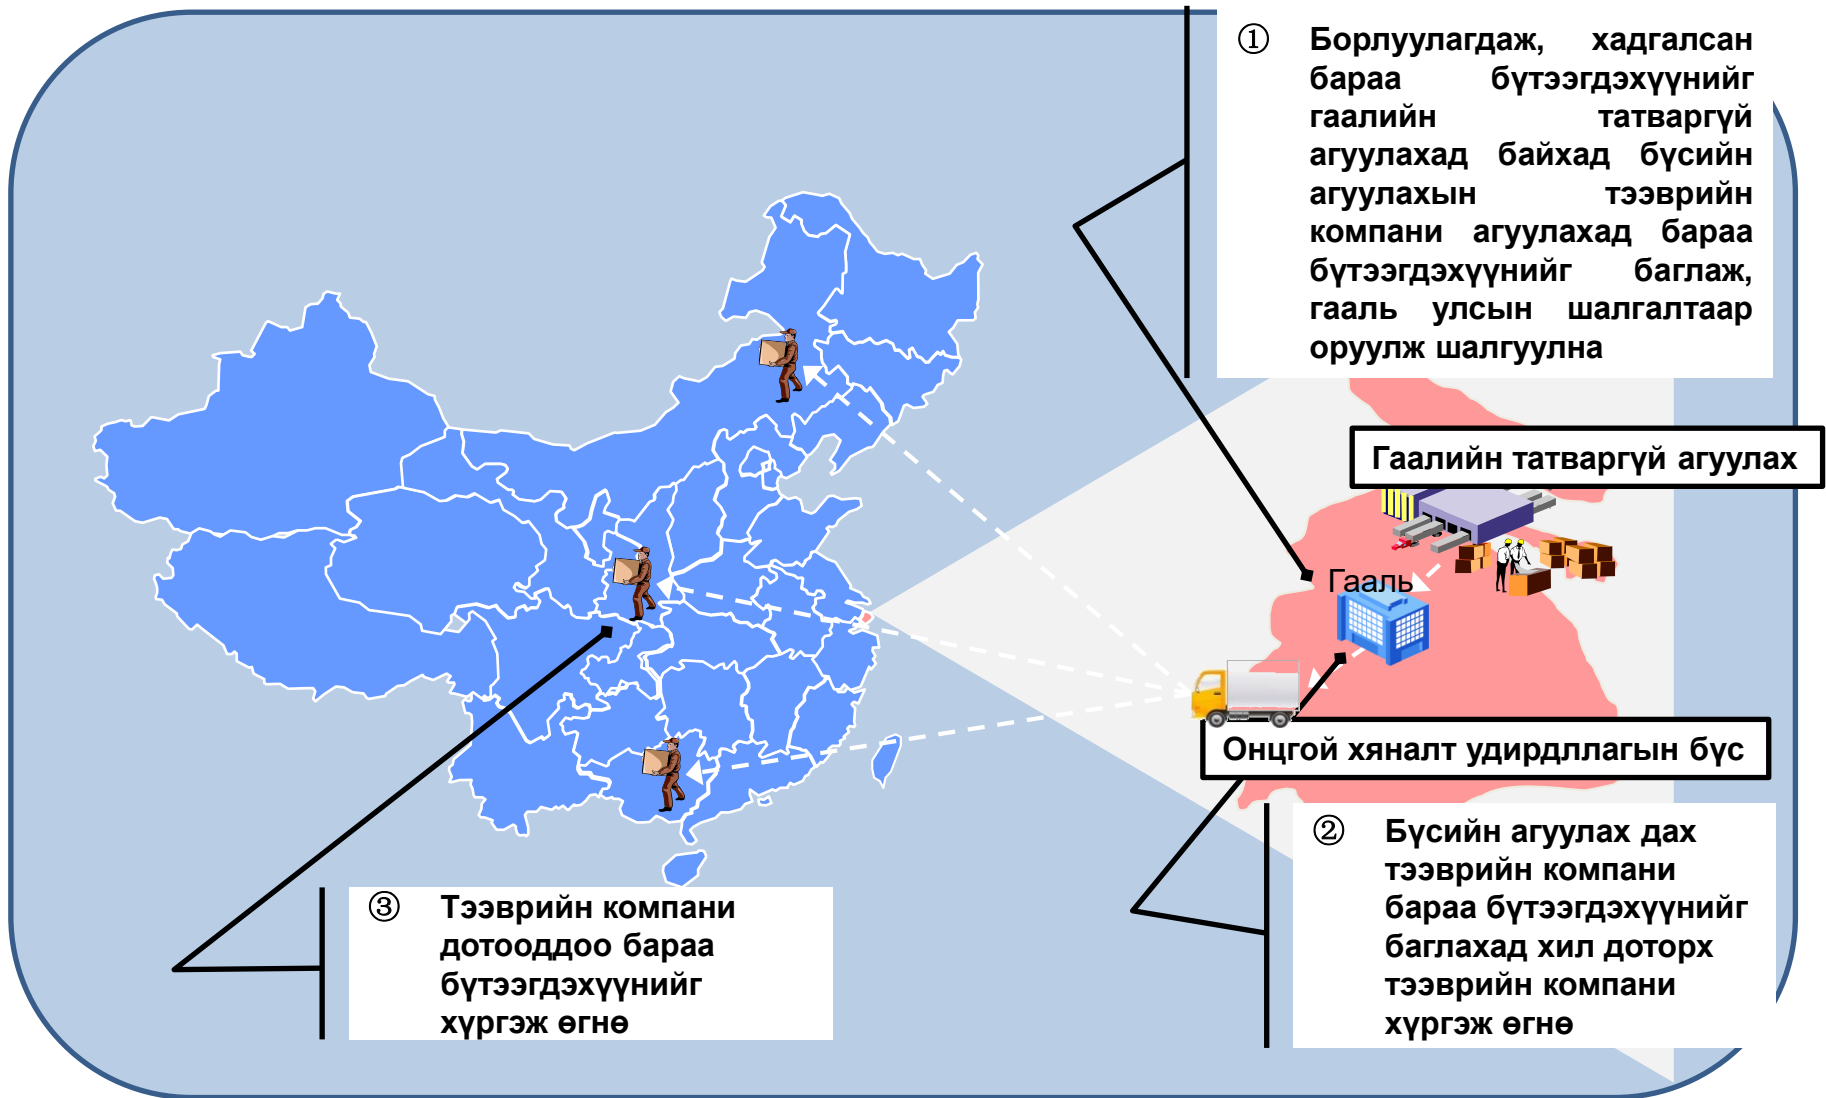 ① Борлуулагдаж, хадгалсан
бараа бүтээгдэхүүнийг
гаалийн татваргүй
агуулахад байхад бүсийн
агуулахын тээврийн
компани агуулахад бараа
бүтээгдэхүүнийг баглаж,
гааль улсын шалгалтаар
оруулж шалгуулна
Гаалийн татваргүй агуулах
Гааль
Онцгой хяналт удирдллагын бүс
② Бүсийн агуулах дах
тээврийн компани
бараа бүтээгдэхүүнийг
баглахад хил доторх
тээврийн компани
хүргэж өгнө
③ Тээврийн компани
дотооддоо бараа
бүтээгдэхүүнийг
хүргэж өгнө